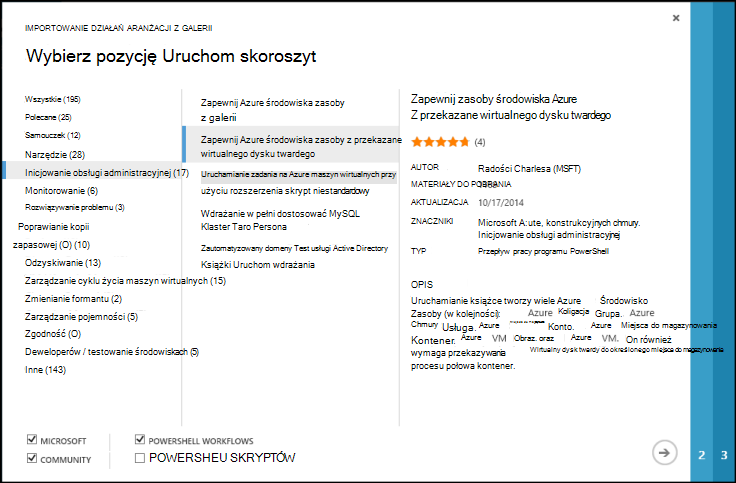 IMPORTOWANIE DZIAŁAŃ ARANŻACJI Z GALERII
Wybierz pozycję Uruchom skoroszyt
Wszystkie (195)
Polecane (25)
Samouczek (12)
Narzędzie (28)
Inicjowanie obsługi administracyjnej (17)
Monitorowanie (6)
Rozwiązywanie problemu (3)
Poprawianie kopii
zapasowej (O) (10)
Odzyskiwanie (13)
Zarządzanie cyklu życia maszyn wirtualnych (15)
Zmienianie formantu (2)
Zarządzanie pojemności (5)
Zgodność (O)
Deweloperów / testowanie środowiskach (5)
Inne (143)
Zapewnij Azure środowiska zasoby
z galerii
Zapewnij Azure środowiska zasoby z przekazane
wirtualnego dysku twardego
Uruchamianie zadania na Azure maszyn wirtualnych przy
użyciu rozszerzenia skrypt niestandardowy
Wdrażanie w pełni dostosować MySQL
Klaster Taro Persona
Zautomatyzowany domeny Test usługi Active Directory
Książki Uruchom wdrażania
Zapewnij zasoby środowiska Azure
Z przekazane wirtualnego dysku twardego
(4)
AUTOR Radości Charlesa (MSFT)
MATERIAŁY DO POBRANIA
AKTUALIZACJA 10/17/2014
ZNACZNIKI Microsoft A:ute, konstrukcyjnych chmury.
Inicjowanie obsługi administracyjnej
TYP Przepływ pracy programu PowerShell
OPIS
Uruchamianie książce tworzy wiele Azure Środowisko
Zasoby (w kolejności): Azure Koligacja Grupa. Azure
Chmury Usługa. Azure Konto. Azure Miejsca do magazynowania
Kontener. Azure VM Obraz. oraz Azure VM. On również
wymaga przekazywania Wirtualny dysk twardy do określonego miejsca do magazynowania
procesu połowa kontener.
MICROSOFT
COMMUNITY
POWERSHELL WORKFLOWS
POWERSHEU SKRYPTÓW
2 3